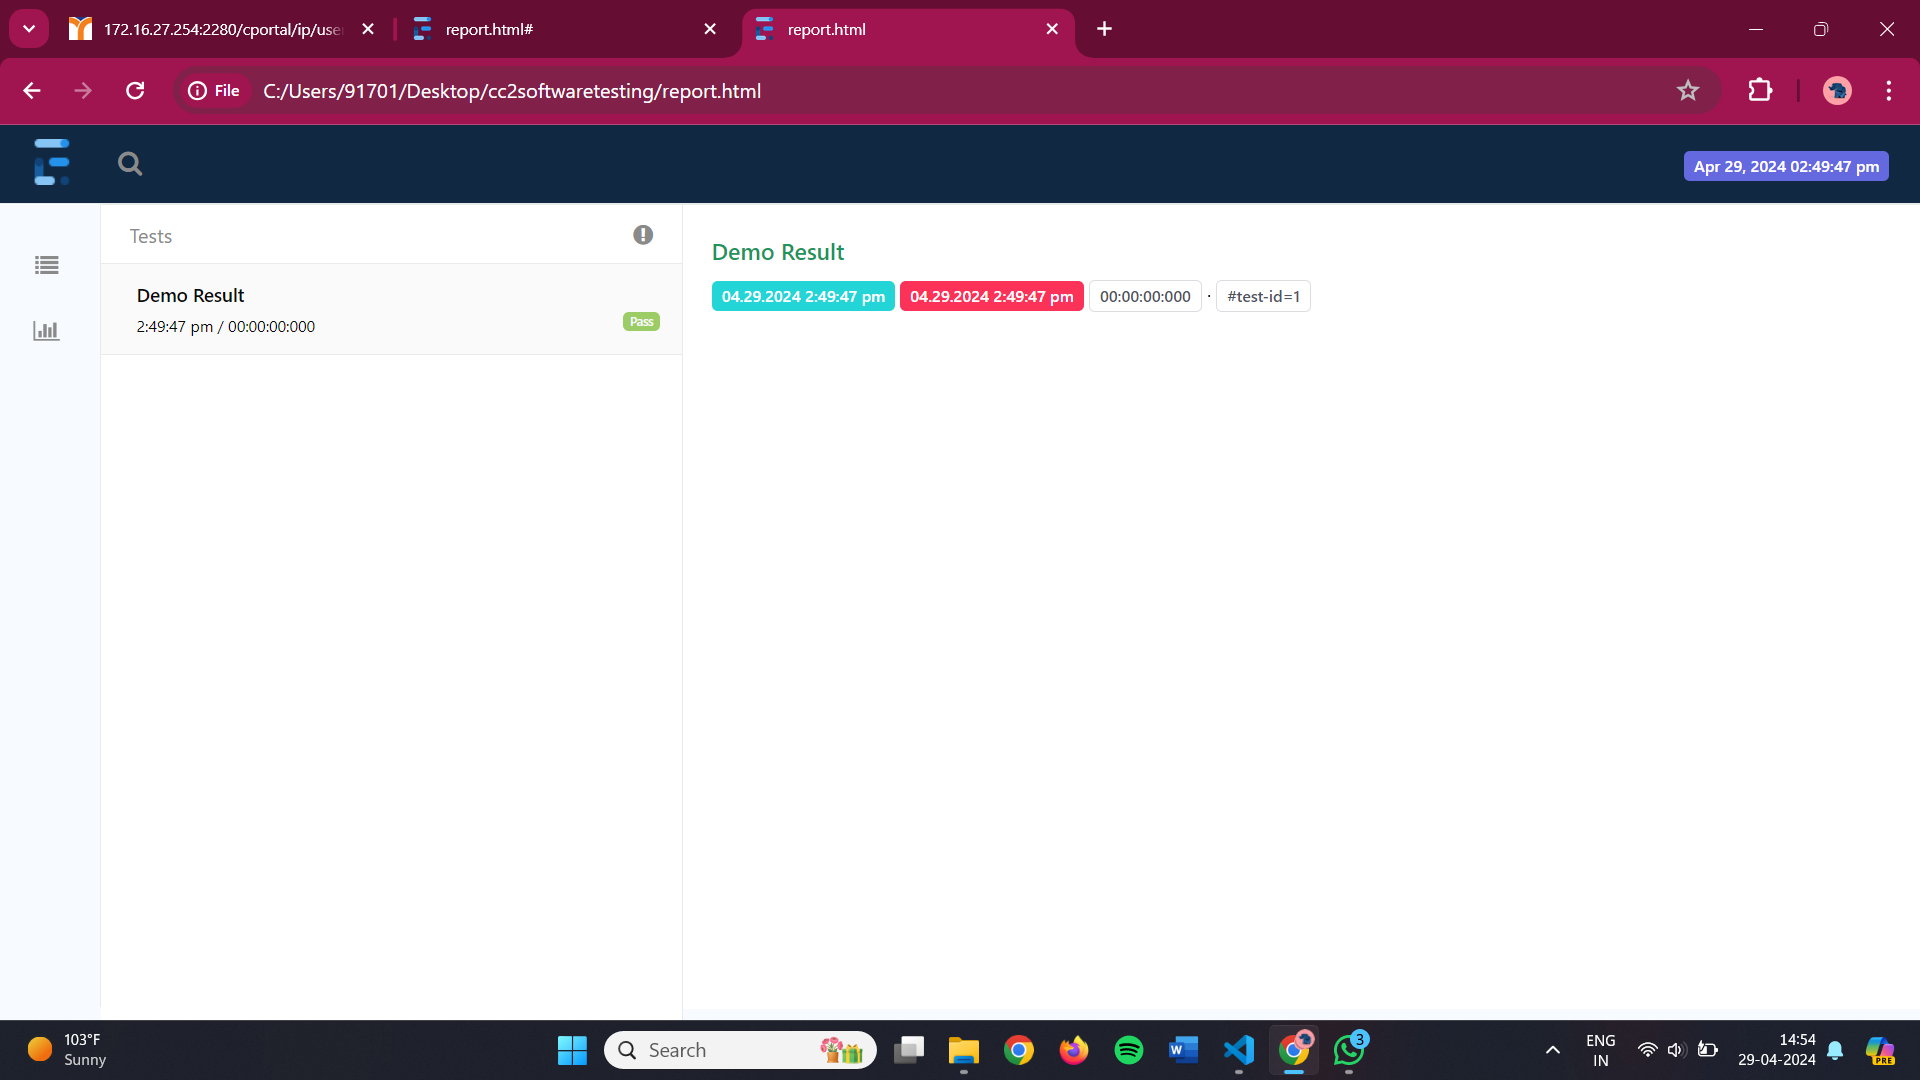 172.16.27.254:2280/cportal/ip/use
report.html#
report.html
File
C:/Users/91701/Desktop/cc2softwaretesting/report.html
Apr 29, 2024 02:49:47 pm
Tests
Demo Result
2:49:47 pm / 00:00:00:000
Pass
Demo Result
04.29.2024 2:49:47 pm 04.29.2024 2:49:47 pm 00:00:00:000 · #test-id=1
103°F
Sunny
Search
W
3
ENG
IN
14:54
29-04-2024
PRE